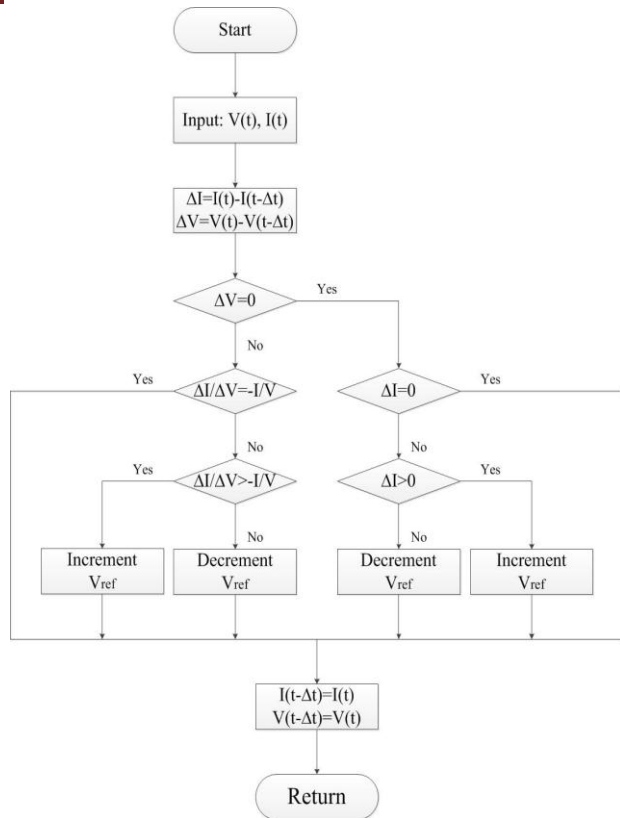 Start
Input: V(t), I(t)
ΔI=I(t)-I(t-Δt)
ΔV=V(t)-V(t-Δt)
ΔV=0
Yes
No
Yes
ΔI/ΔV=-I/V
ΔI=0
Yes
No
No
Yes
ΔI/ΔV>-I/V
ΔI>0
Yes
No
No
Increment
Vref
Decrement
Vref
Decrement
Vref
Increment
Vref
I(t-Δt)=I(t)
V(t-Δt)=V(t)
Return